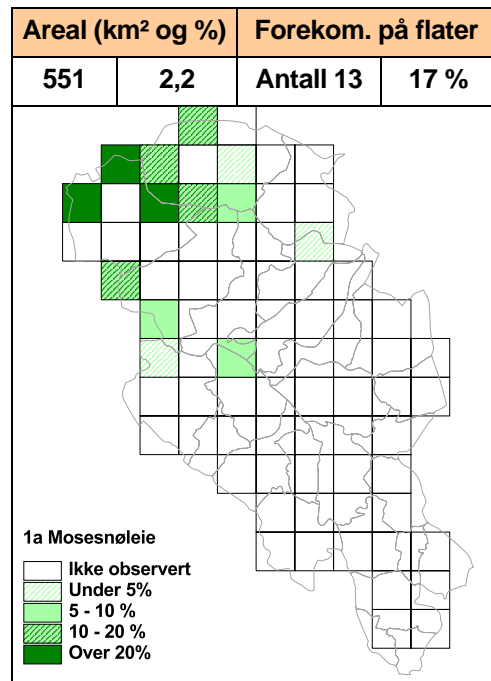 Areal (km² og %) Forekom. på flater
551 2,2 Antall 13 17 %
1a Mosesnøleie
Ikke observert
Under 5%
5 - 10 %
10 - 20 %
Over 20%